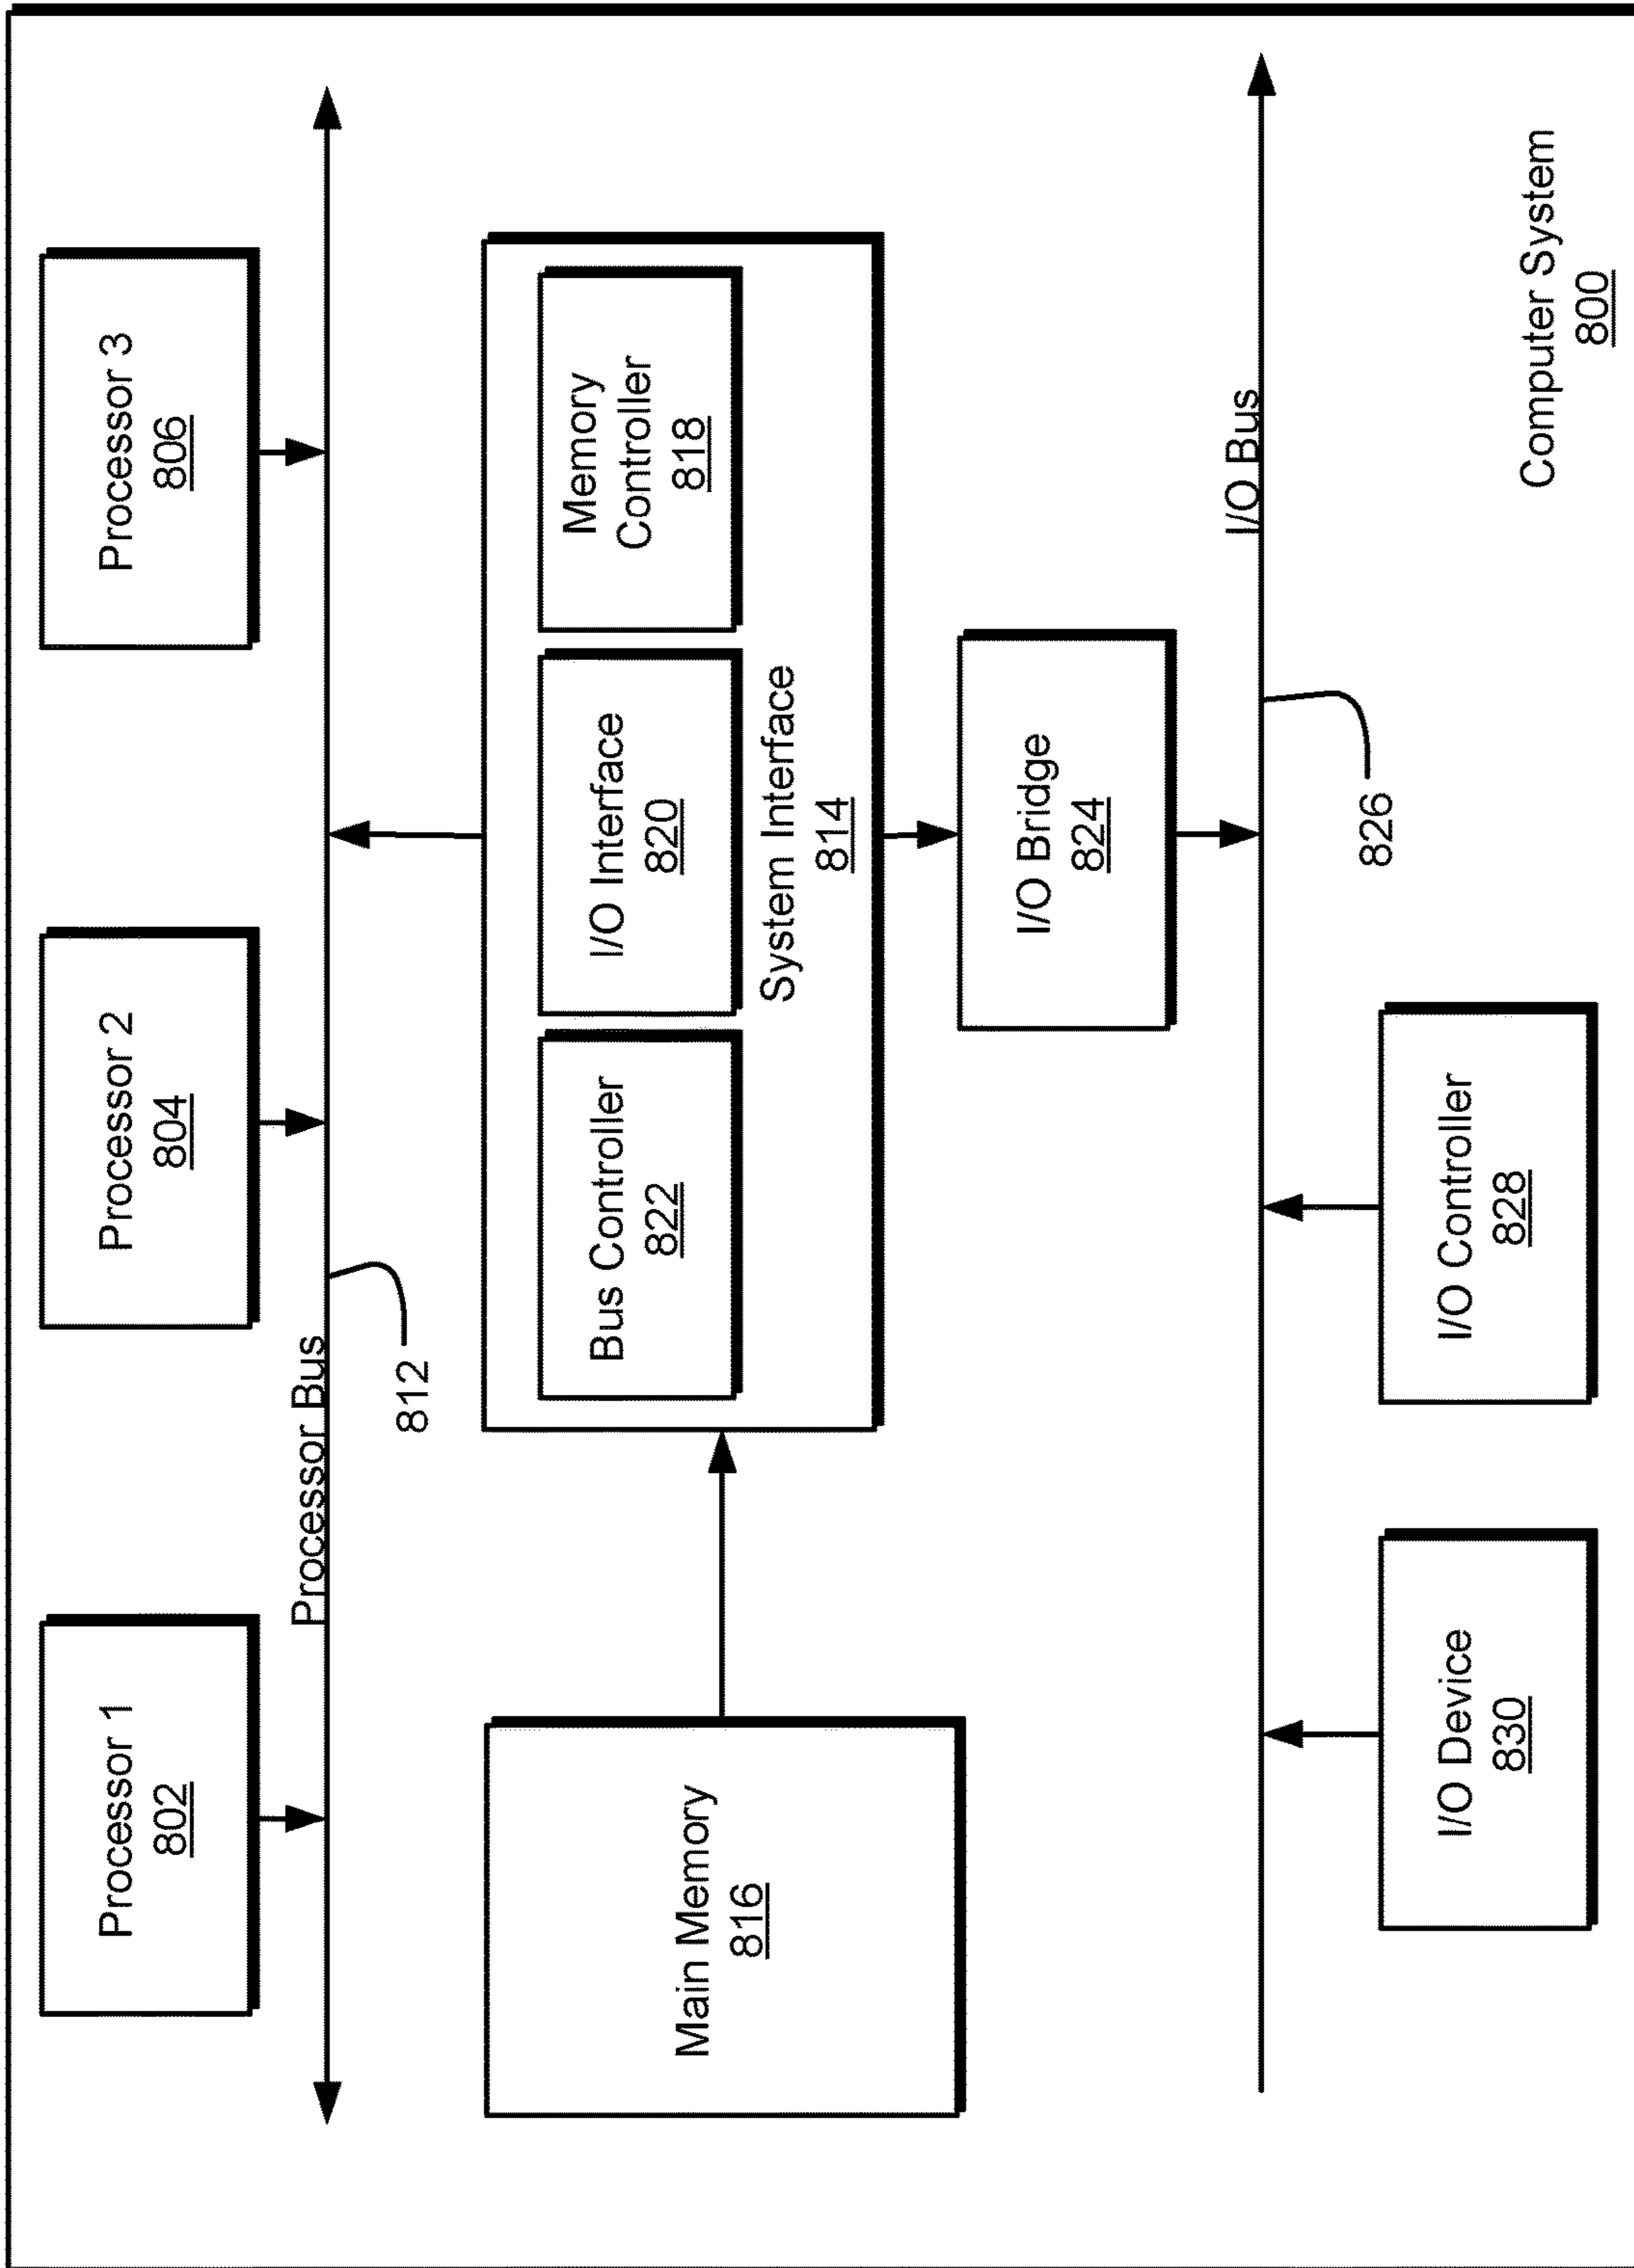 Processor 1
802
Processor 2
804
Processor 3
806
Processor Bus
812
Main Memory
816
Bus Controller
822
I/O Interface
820
Memory
Controller
818
System Interface
814
I/O Bridge
824
I/O Bus
826
I/O Device
830
I/O Controller
828
Computer System
800